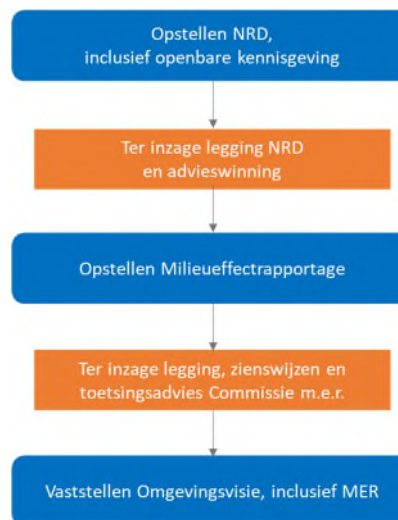 Opstellen NRD,
inclusief openbare kennisgeving
Ter inzage legging NRD
en advieswinning
Opstellen Milieueffectrapportage
Ter inzage legging, zienswijzen en
toetsingsadvies Commissie m.e.r.
Vaststellen Omgevingsvisie, inclusief MER